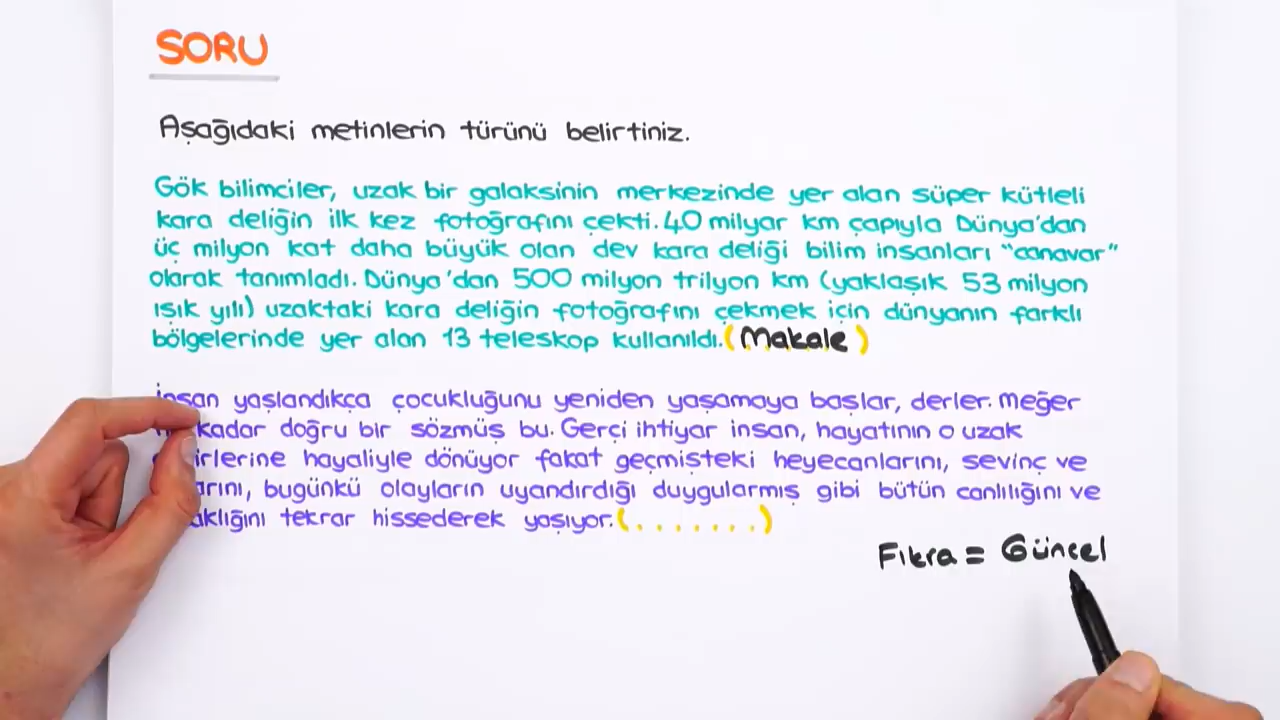 SORU
Aşağıdaki metinlerin türünü belirtiniz.
Gök bilimciler, uzak bir galaksinin merkezinde yer alan süper kütleli
kara deliğin ilk kez fotoğrafını çekti. 40 milyar km çapıyla Dünya'dan
üç milyon kat daha büyük olan dev kara deliği bilim insanları "canavar"
olarak tanımladı. Dünya'dan 500 milyon trilyon km (yaklaşık 53 milyon
ışık yılı) uzaktaki kara deliğin fotoğrafını çekmek için dünyanın farklı
bölgelerinde yer alan 13 teleskop kullanıldı. (Makale)
İnsan yaşlandıkça çocukluğunu yeniden yaşamaya başlar, derler. Meğer
kadar doğru bir sözmüş bu. Gerçi ihtiyar insan, hayatının o uzak
hayaliyle dönüyor fakat geçmişteki heyecanlarını, sevinç ve
bugünkü olayların uyandırdığı duygularmış gibi bütün canlılığını ve
tekrar hissederek yaşıyor. (.......)
Fıkra = Güncel